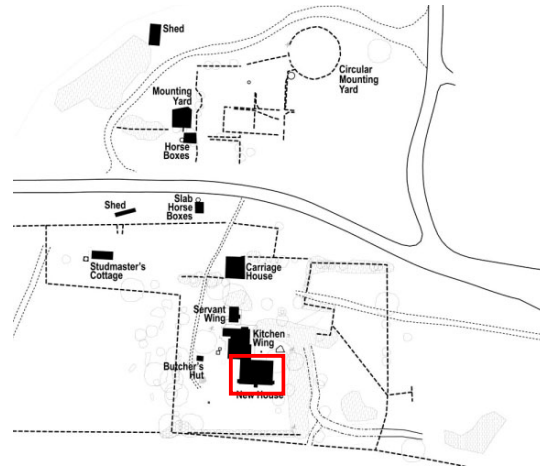 Shed
Circular
Mounting
Yard
Mounting
Yard
Horse
Boxes
Slab
Horse
Boxes
Shed
Studmaster's
Cottage
Carriage
House
Servant
Wing
Kitchen
Wing
Butcher's
Hut
New House